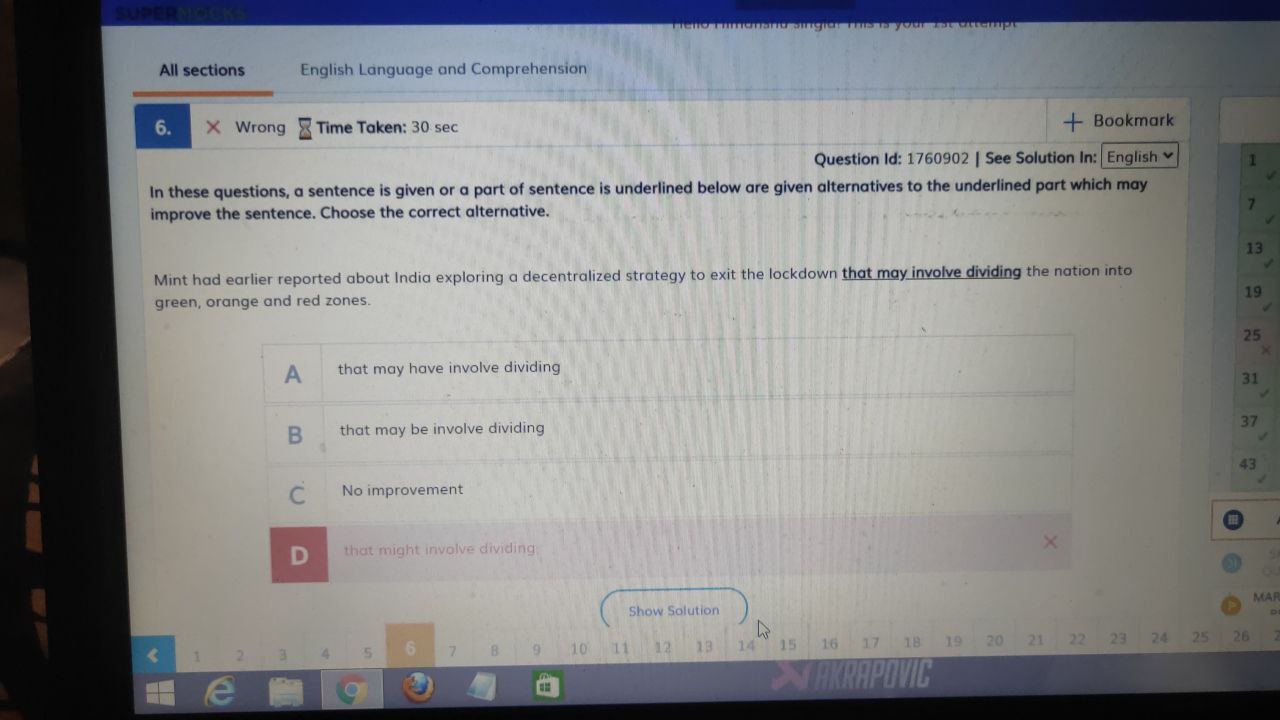 SUPERMOCKS
Hello Himanshu singla! This is your 1st attempt
All sections
English Language and Comprehension
6.
Wrong
Time Taken: 30 sec
Bookmark
Question Id: 1760902 | See Solution In: English
In these questions, a sentence is given or a part of sentence is underlined below are given alternatives to the underlined part which may
improve the sentence. Choose the correct alternative.
Mint had earlier reported about India exploring a decentralized strategy to exit the lockdown that may involve dividing the nation into
green, orange and red zones.
A that may have involve dividing
B that may be involve dividing
C No improvement
D that might involve dividing
Show Solution
1 2 3 4 5 6 7 8 9 10 11 12 13 14 15 16 17 18 19 20 21 22 23 24 25 26
1
7
13
19
25
31
37
43
MAR
AKRAPOVIC